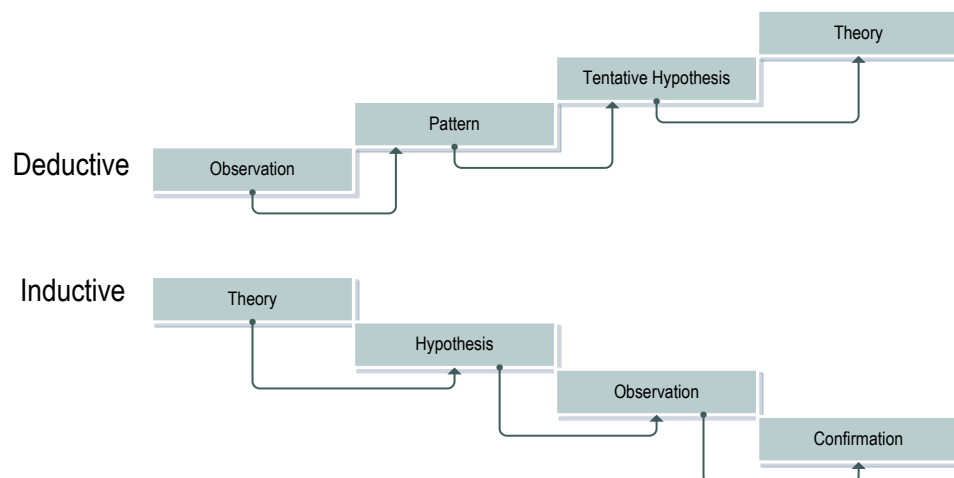 Theory
Tentative Hypothesis
Pattern
Deductive
Observation
Inductive
Theory
Hypothesis
Observation
Confirmation